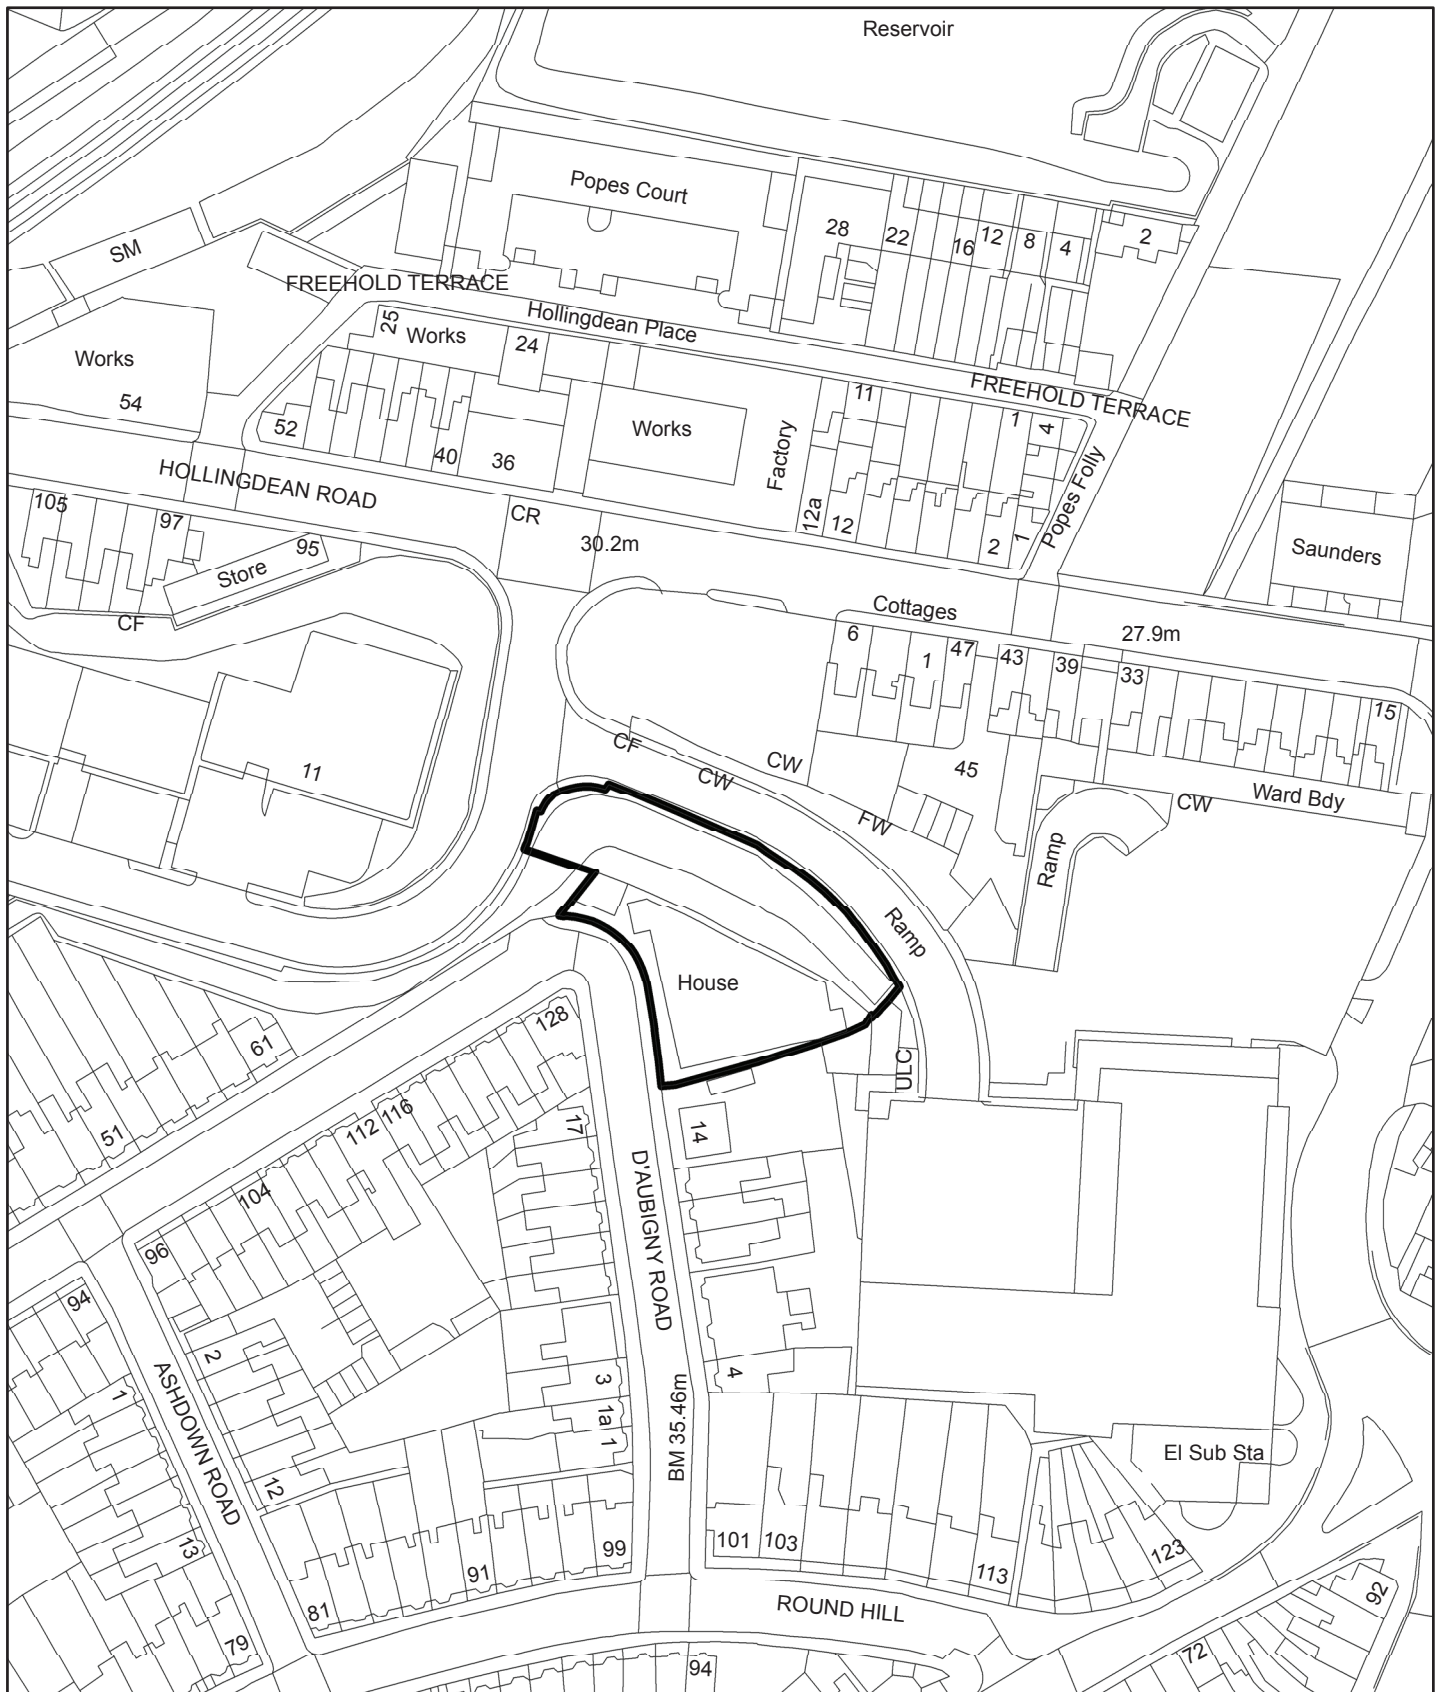 Reservoir
Popes Court
28
22
16
12
8
4
2
SM
FREEHOLD TERRACE
Hollingdean Place
25
Works
24
Works
54
52
40
36
Works
Factory
11
FREEHOLD TERRACE
1
4
Popes Folly
HOLLINGDEAN ROAD
CR
30.2m
12a
12
2
1
105
97
95
Store
CF
Saunders
Cottages
27.9m
6
1
47
43
39
33
15
11
CF
CW
CW
45
FW
Ward Bdy
CW
Ramp
Ramp
House
ULC
128
61
51
116
112
104
96
17
14
D'AUBIGNY ROAD
94
2
1
ASHDOWN ROAD
3
1a
1
4
BM 35.46m
12
13
El Sub Sta
99
91
81
79
101
103
113
123
ROUND HILL
92
72
94